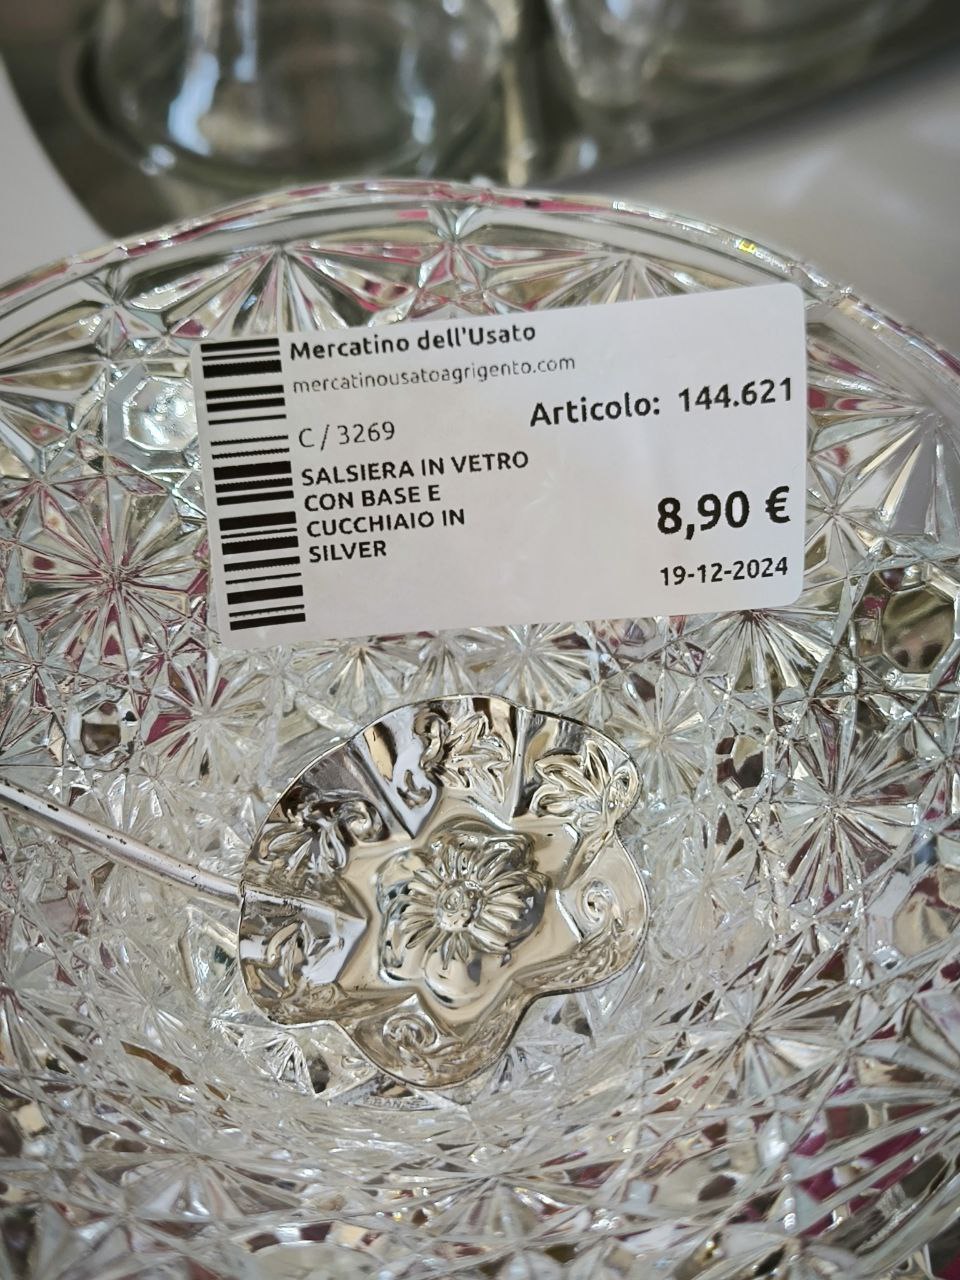 Mercatino dell'Usato
mercatinousatoagrigento.com
Articolo: 144.621
C / 3269
SALSIERA IN VETRO
CON BASE E
CUCCHIAIO IN
SILVER
8,90 €
19-12-2024